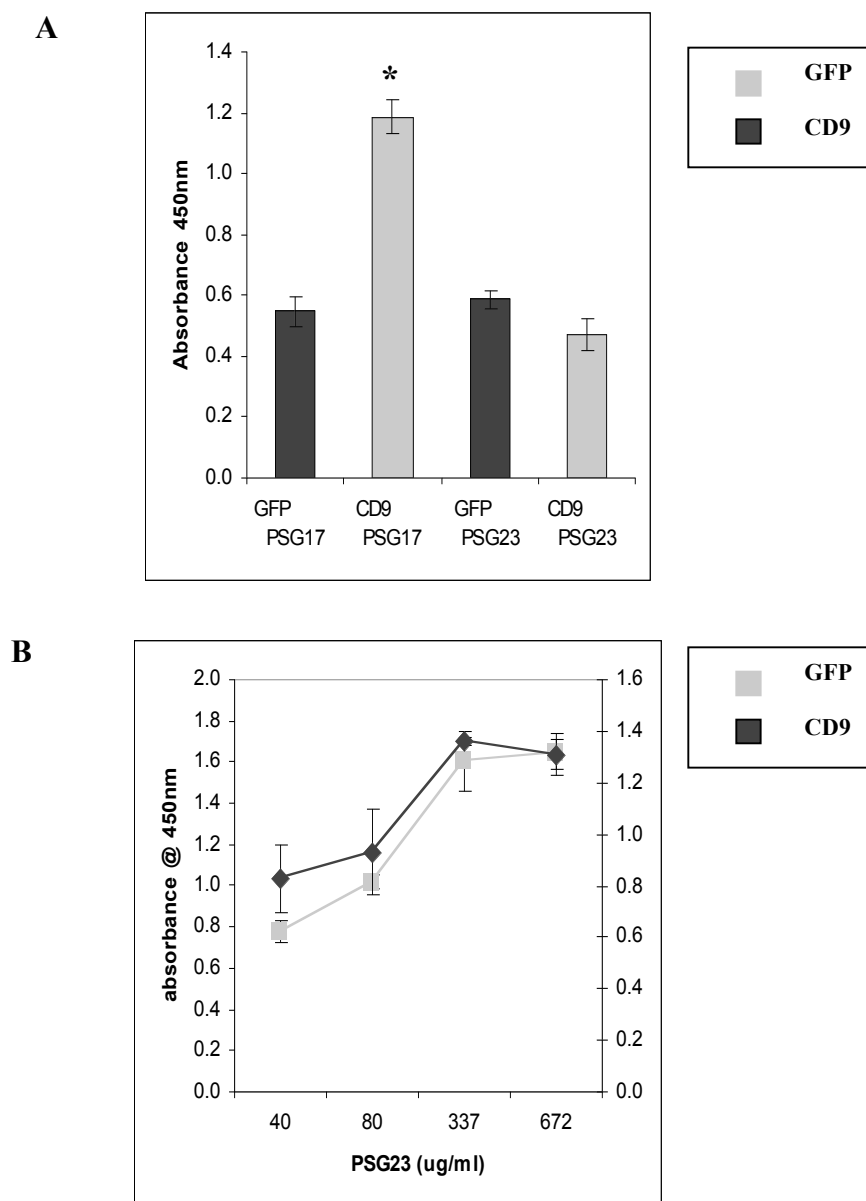 A
GFP
CD9
Absorbance 450nm
1.4
1.2
1.0
0.8
0.6
0.4
0.2
0.0
*
GFP CD9 GFP CD9
PSG17 PSG17 PSG23 PSG23
B
GFP
CD9
absorbance @ 450nm
2.0 1.6
1.8
1.6 1.4
1.4 1.2
1.2 1.0
1.0 0.8
0.8 0.6
0.6
0.4 0.4
0.2 0.2
0.0 0.0
40 80 337 672
PSG23 (ug/ml)